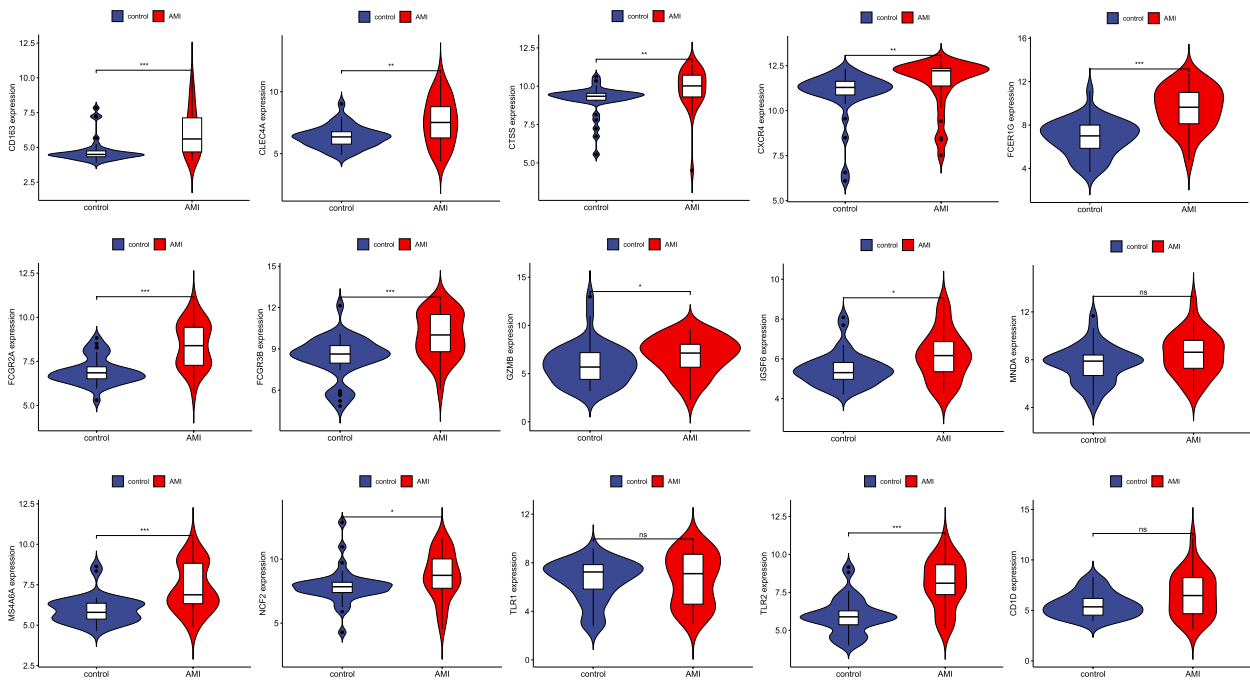 control AMI
CD163 expression
12.5
10.0
7.5
5.0
2.5
***
control AMI
control AMI
CLEC4A expression
10
5
**
control AMI
control AMI
CTSS expression
12.5
10.0
7.5
5.0
**
control AMI
control AMI
CXCR4 expression
12.5
10.0
7.5
5.0
**
control AMI
control AMI
FCER1G expression
16
12
8
4
***
control AMI
control AMI
FCGR2A expression
12.5
10.0
7.5
5.0
***
control AMI
control AMI
FCGR3B expression
15
12
9
6
***
control AMI
control AMI
GZMB expression
15
10
5
0
*
control AMI
control AMI
IGSF6 expression
10
8
6
4
*
control AMI
control AMI
MNDA expression
12
8
4
ns
control AMI
control AMI
MS4A6A expression
12.5
10.0
7.5
5.0
2.5
***
control AMI
control AMI
NCF2 expression
10
5
*
control AMI
control AMI
TLR1 expression
12
8
4
0
ns
control AMI
control AMI
TLR2 expression
12.5
10.0
7.5
5.0
***
control AMI
control AMI
CD1D expression
10
5
0
ns
control AMI